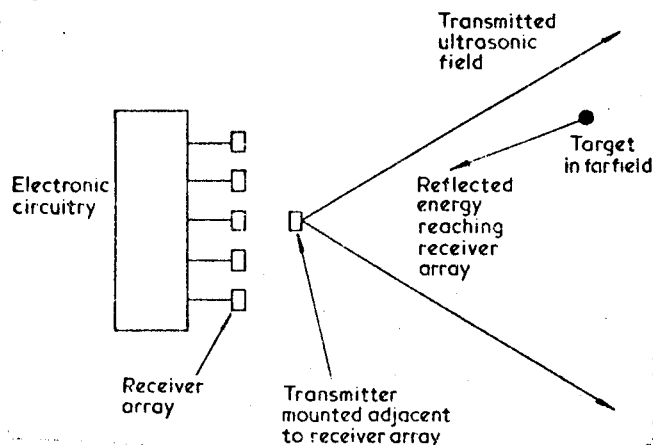 Transmitted
ultrasonic
field
Target
in farfield
Electronic
circuitry
Reflected
energy
reaching
receiver
array
Receiver
array
Transmitter
mounted adjacent
to receiver array